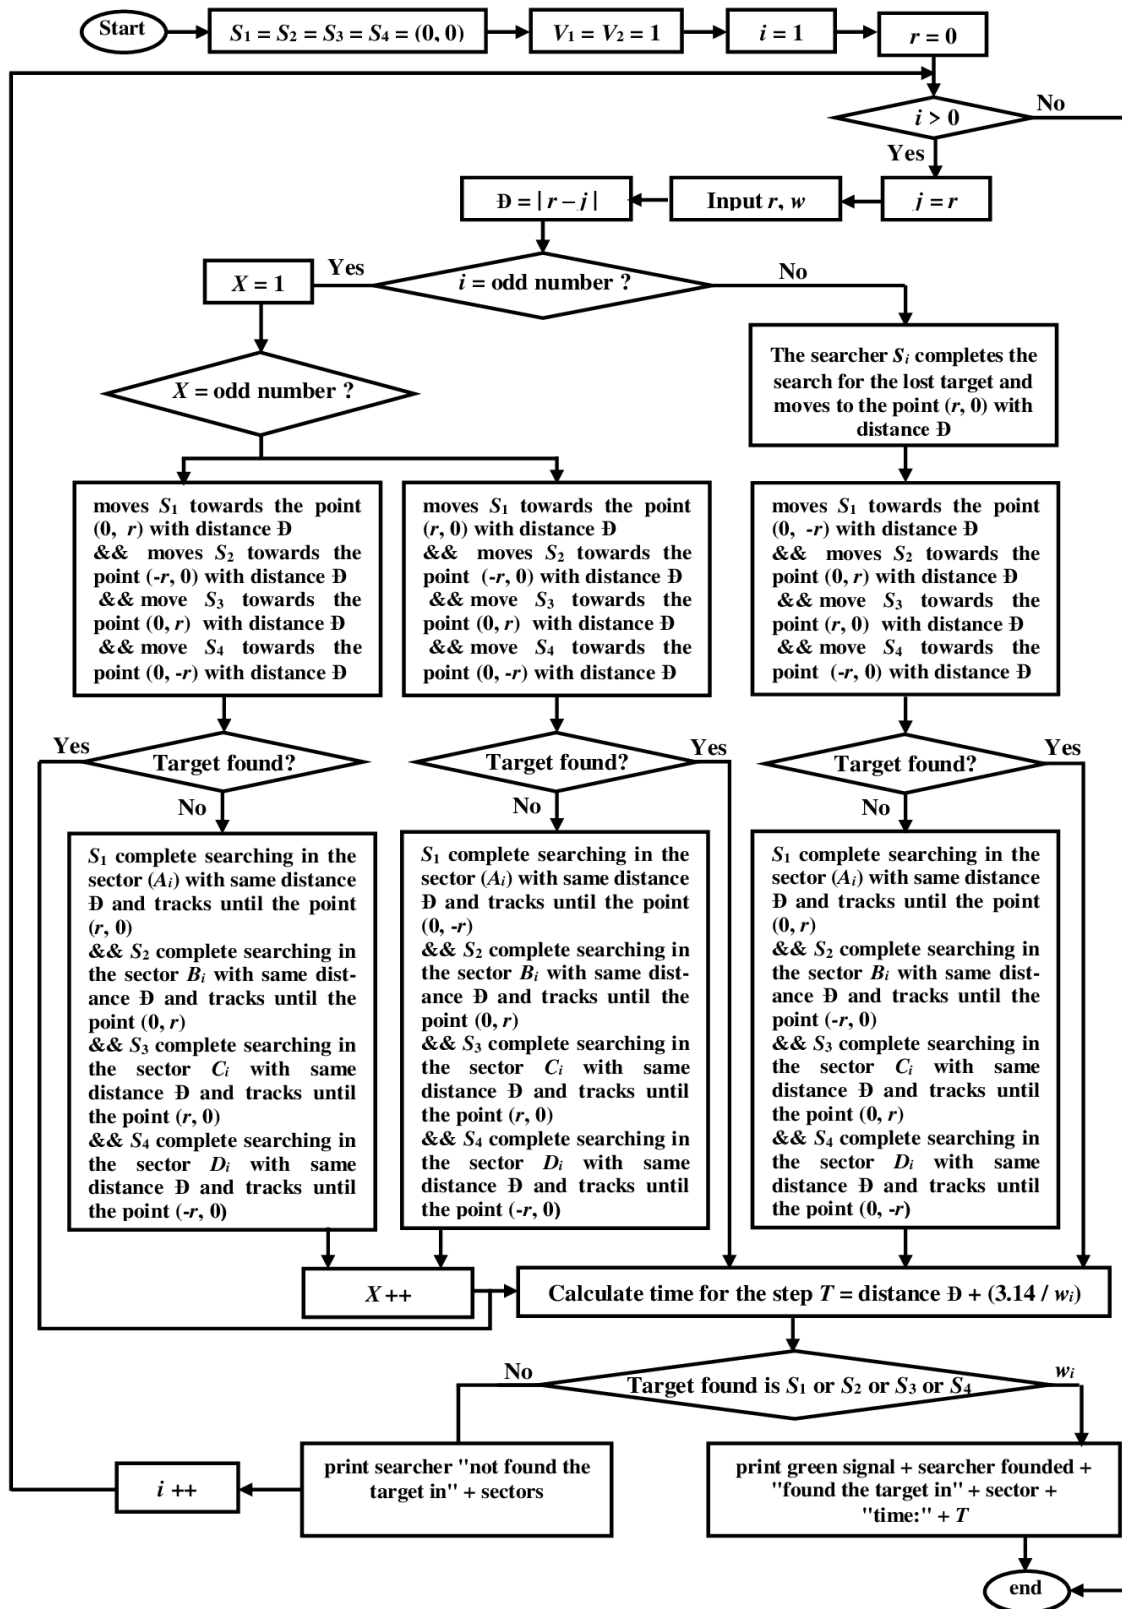 Start
S1 = S2 = S3 = S4 = (0, 0)
V1 = V2 = 1
i = 1
r = 0
i > 0
No
Yes
j = r
Input r, w
Đ = | r – j |
i = odd number ?
Yes
No
X = 1
X = odd number ?
The searcher Si completes the
search for the lost target and
moves to the point (r, 0) with
distance Đ
moves S1 towards the point
(0, r) with distance Đ
&& moves S2 towards the
point (-r, 0) with distance Đ
&& move S3 towards the
point (0, r) with distance Đ
&& move S4 towards the
point (0, -r) with distance Đ
moves S1 towards the point
(r, 0) with distance Đ
&& moves S2 towards the
point (-r, 0) with distance Đ
&& move S3 towards the
point (0, r) with distance Đ
&& move S4 towards the
point (0, -r) with distance Đ
moves S1 towards the point
(0, -r) with distance Đ
&& moves S2 towards the
point (0, r) with distance Đ
&& move S3 towards the
point (r, 0) with distance Đ
&& move S4 towards the
point (-r, 0) with distance Đ
Yes
Target found?
No
Target found?
Yes
No
Target found?
Yes
No
S1 complete searching in the
sector (Ai) with same distance
Đ and tracks until the point
(r, 0)
&& S2 complete searching in
the sector Bi with same dist-
ance Đ and tracks until the
point (0, r)
&& S3 complete searching in
the sector Ci with same
distance Đ and tracks until
the point (r, 0)
&& S4 complete searching in
the sector Di with same
distance Đ and tracks until
the point (-r, 0)
S1 complete searching in the
sector (Ai) with same distance
Đ and tracks until the point
(0, -r)
&& S2 complete searching in
the sector Bi with same dist-
ance Đ and tracks until the
point (0, r)
&& S3 complete searching in
the sector Ci with same
distance Đ and tracks until
the point (r, 0)
&& S4 complete searching in
the sector Di with same
distance Đ and tracks until
the point (-r, 0)
S1 complete searching in the
sector (Ai) with same distance
Đ and tracks until the point
(0, r)
&& S2 complete searching in
the sector Bi with same dist-
ance Đ and tracks until the
point (-r, 0)
&& S3 complete searching in
the sector Ci with same
distance Đ and tracks until
the point (0, r)
&& S4 complete searching in
the sector Di with same
distance Đ and tracks until
the point (0, -r)
X ++
Calculate time for the step T = distance Đ + (3.14 / wi)
No
Target found is S1 or S2 or S3 or S4
wi
i ++
print searcher "not found the
target in" + sectors
print green signal + searcher founded +
"found the target in" + sector +
"time:" + T
end